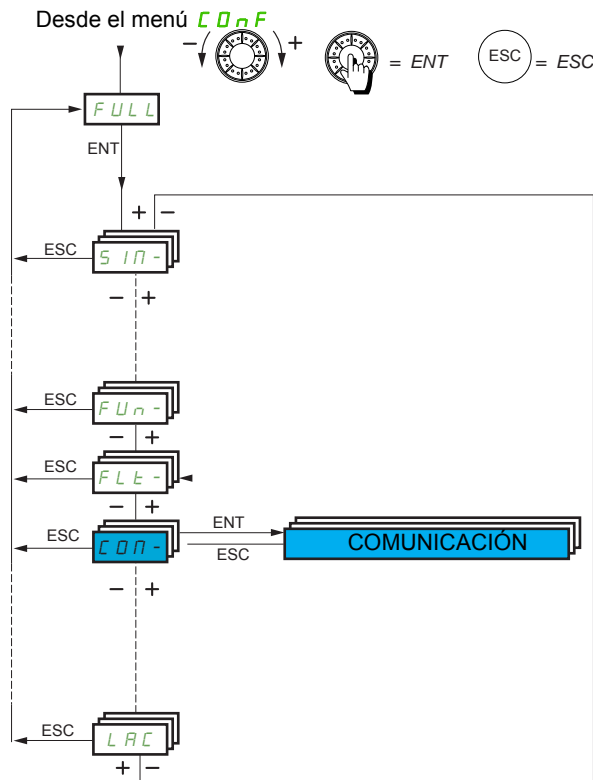 Desde el menú COnF
- +
= ENT
ESC = ESC
FULL
ENT
+ -
ESC
SIM-
- +
ESC
FUn-
- +
ESC
FLt-
- +
ESC
COM-
ENT
ESC
COMUNICACIÓN
- +
ESC
LAC
+ -